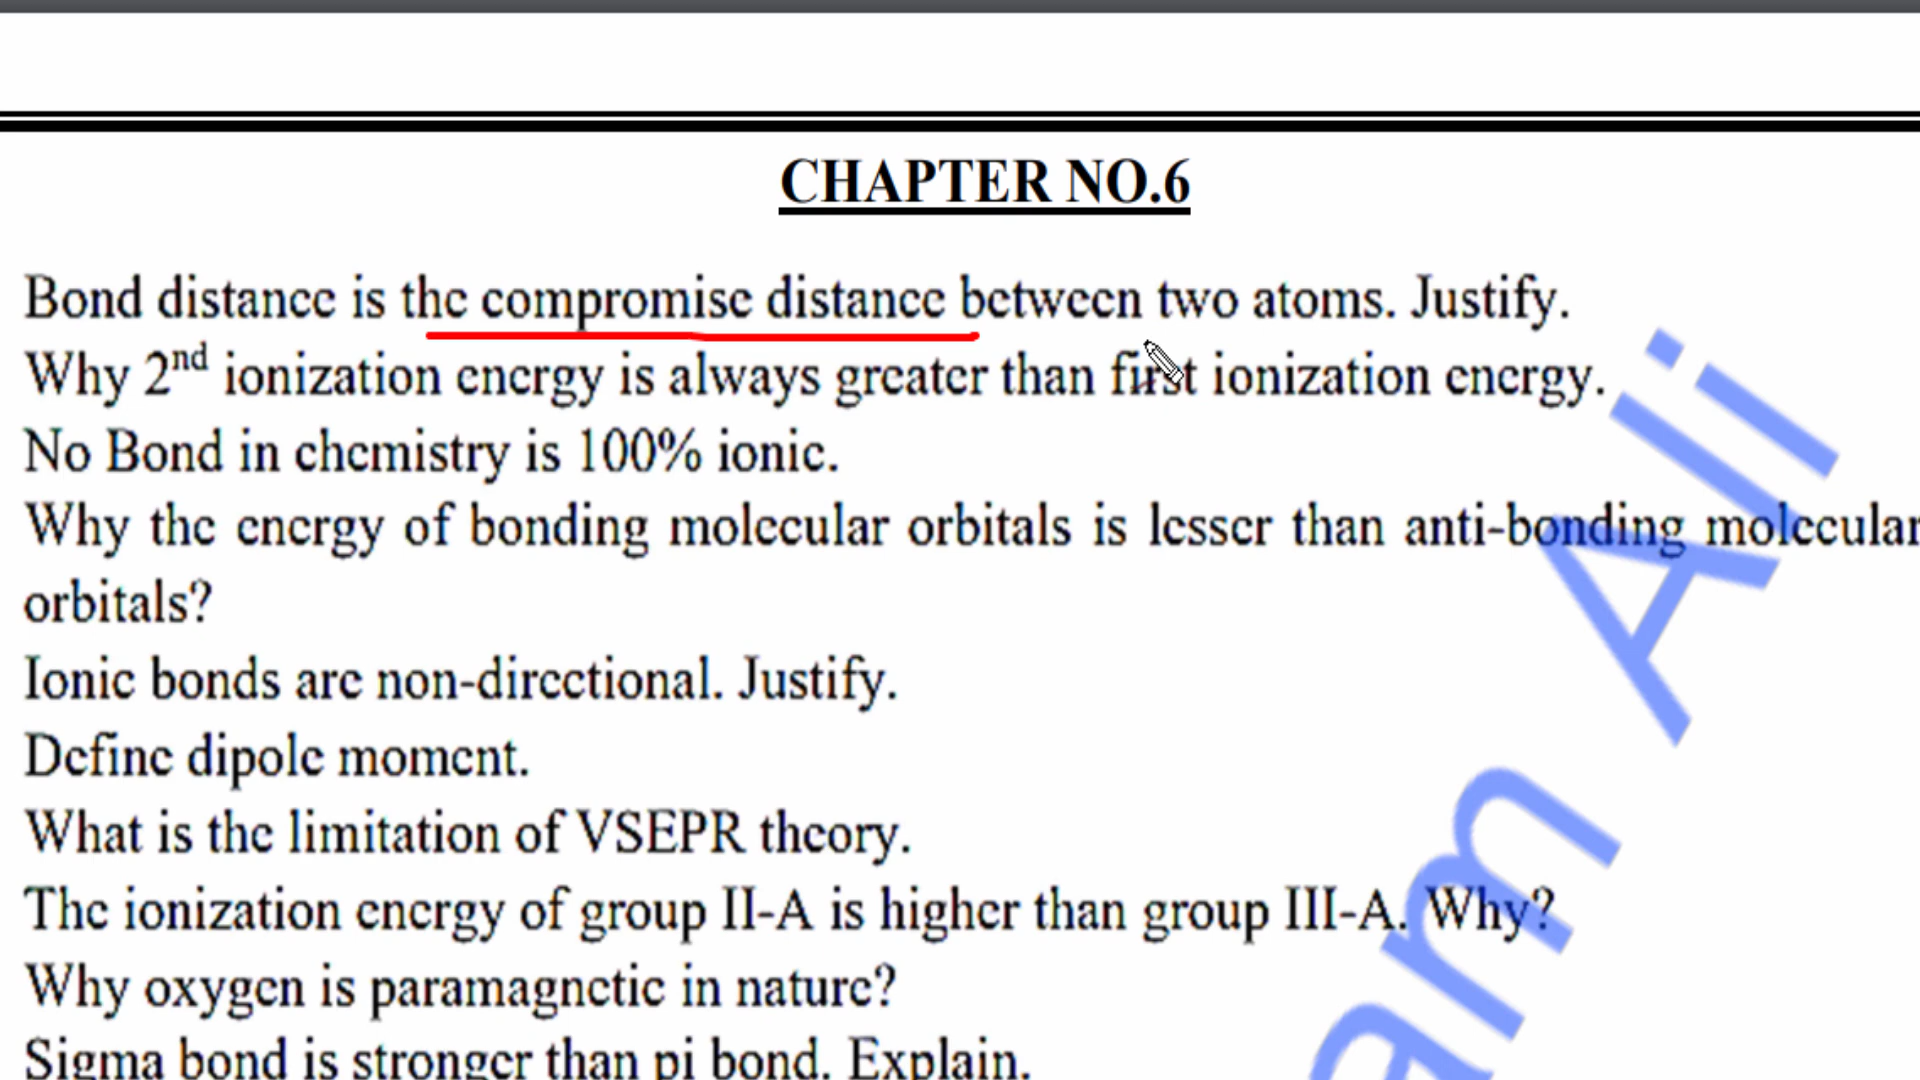 CHAPTER NO.6
Bond distance is the compromise distance between two atoms. Justify.
Why 2nd ionization energy is always greater than first ionization energy.
No Bond in chemistry is 100% ionic.
Why the energy of bonding molecular orbitals is lesser than anti-bonding molecular
orbitals?
Ionic bonds are non-directional. Justify.
Define dipole moment.
What is the limitation of VSEPR theory.
The ionization energy of group II-A is higher than group III-A. Why?
Why oxygen is paramagnetic in nature?
Sigma bond is stronger than pi bond. Explain.
am Ali